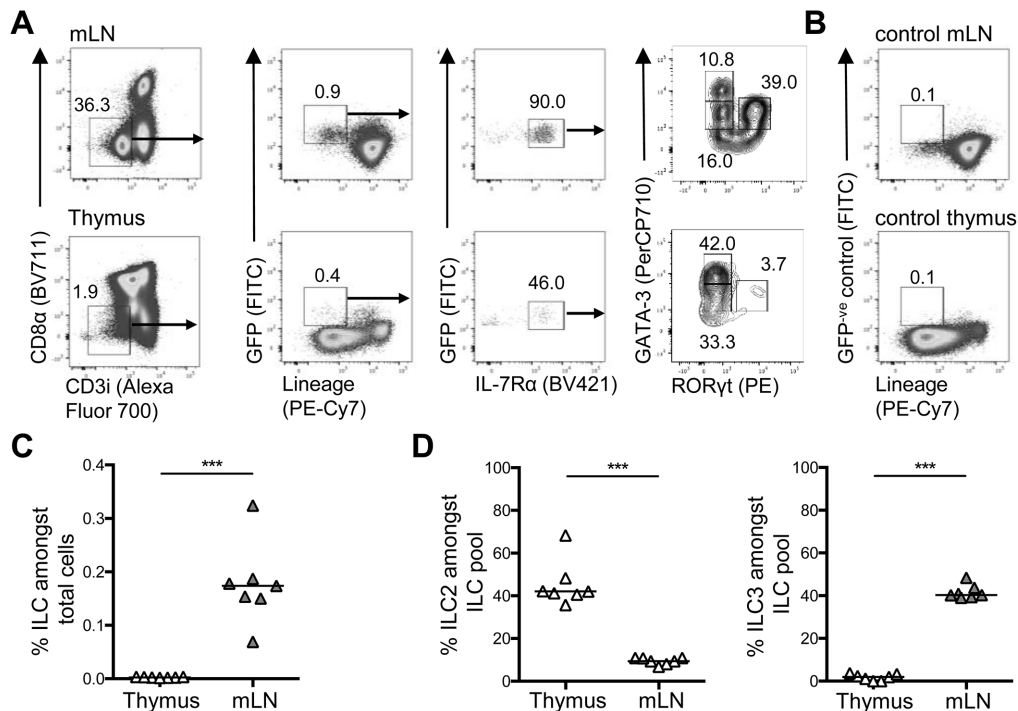 A
B
mLN
control mLN
36.3
0.9
90.0
10.8
39.0
16.0
0.1
Thymus
control thymus
1.9
0.4
46.0
42.0
3.7
33.3
0.1
CD8α (BV711)
GFP (FITC)
GFP (FITC)
GATA-3 (PerCP710)
GFP-ve control (FITC)
CD3i (Alexa
Fluor 700)
Lineage
(PE-Cy7)
IL-7Rα (BV421)
RORγt (PE)
Lineage
(PE-Cy7)
C
% ILC amongst
total cells
0.4
0.3
0.2
0.1
0.0
***
Thymus mLN
D
% ILC2 amongst
ILC pool
100
80
60
40
20
0
***
Thymus mLN
% ILC3 amongst
ILC pool
100
80
60
40
20
0
***
Thymus mLN